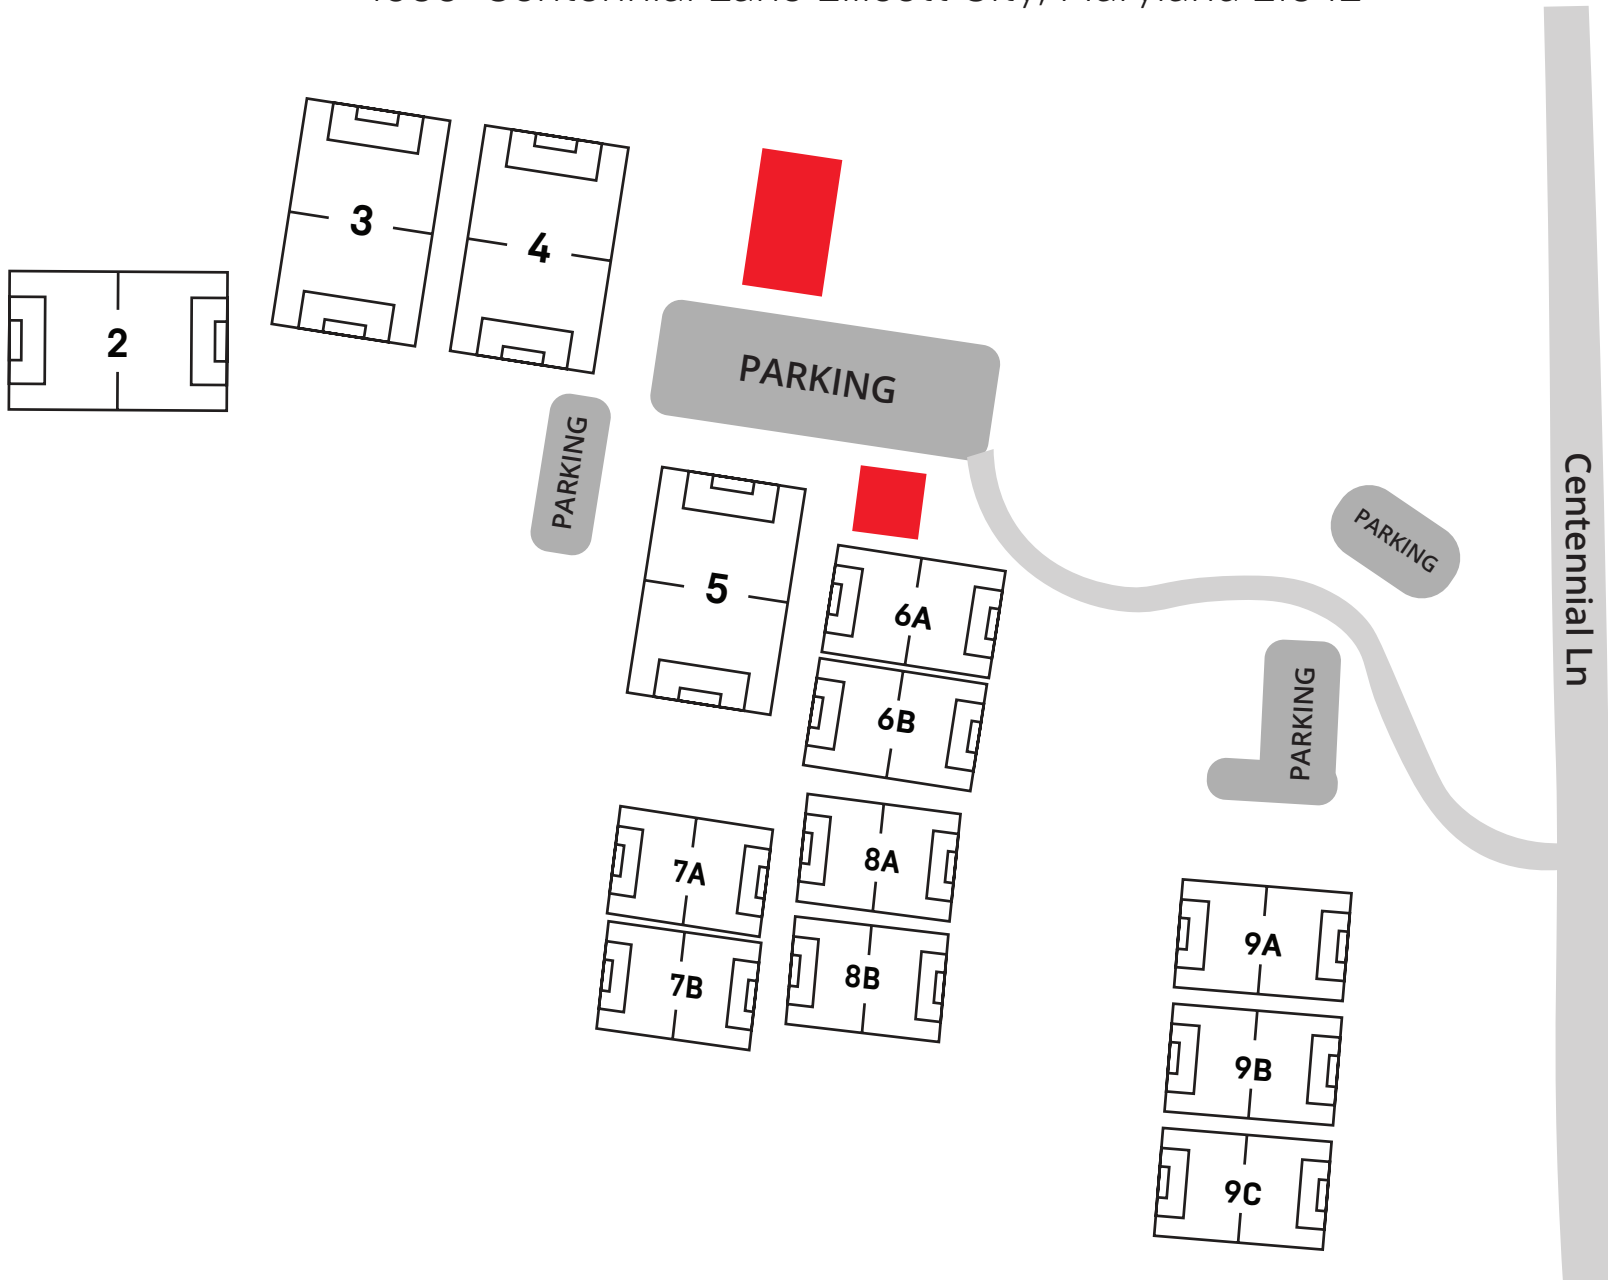 Centennial Lane Ellicott City, Maryland
3
4
2
PARKING
PARKING
Centennial Ln
PARKING
5
6A
6B
PARKING
7A
8A
7B
8B
9A
9B
9C